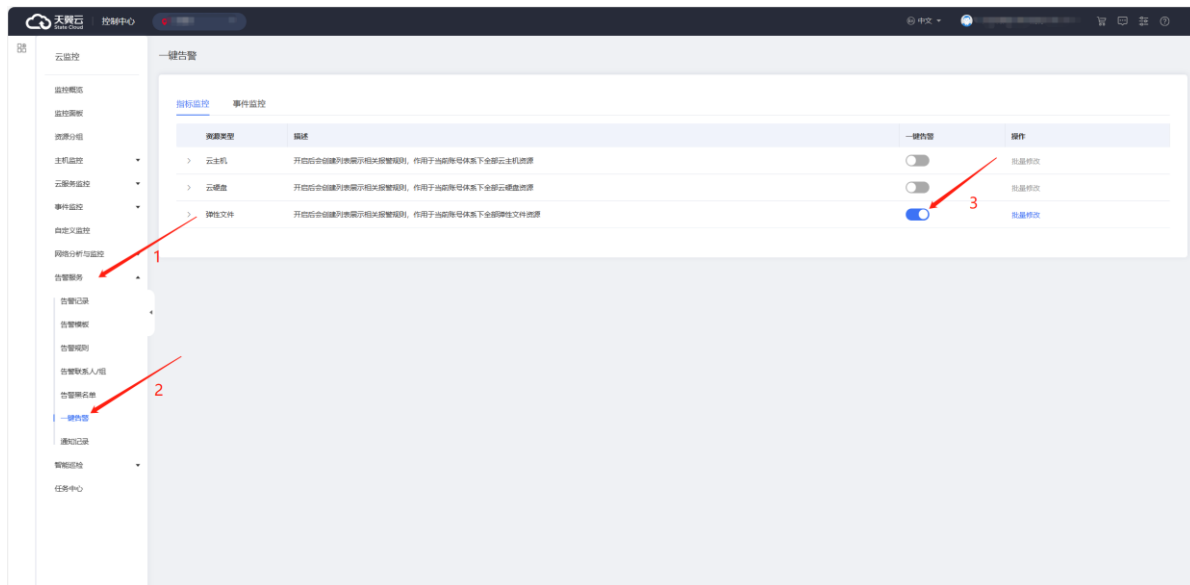 天翼云 State Cloud 控制中心 中文
云监控
一键告警
监控概览
监控面板
资源分组
主机监控
云服务监控
事件监控
自定义监控
网络分析与监控
告警服务
告警记录
告警模板
告警规则
告警联系人/组
告警黑名单
一键告警
通知记录
智能巡检
任务中心
指标监控 事件监控
资源类型 描述 一键告警 操作
云主机 开启后会创建列表展示相关报警规则，作用于当前账号体系下全部云主机资源 批量修改
云硬盘 开启后会创建列表展示相关报警规则，作用于当前账号体系下全部云硬盘资源 批量修改
弹性文件 开启后会创建列表展示相关报警规则，作用于当前账号体系下全部弹性文件资源 批量修改
1
2
3